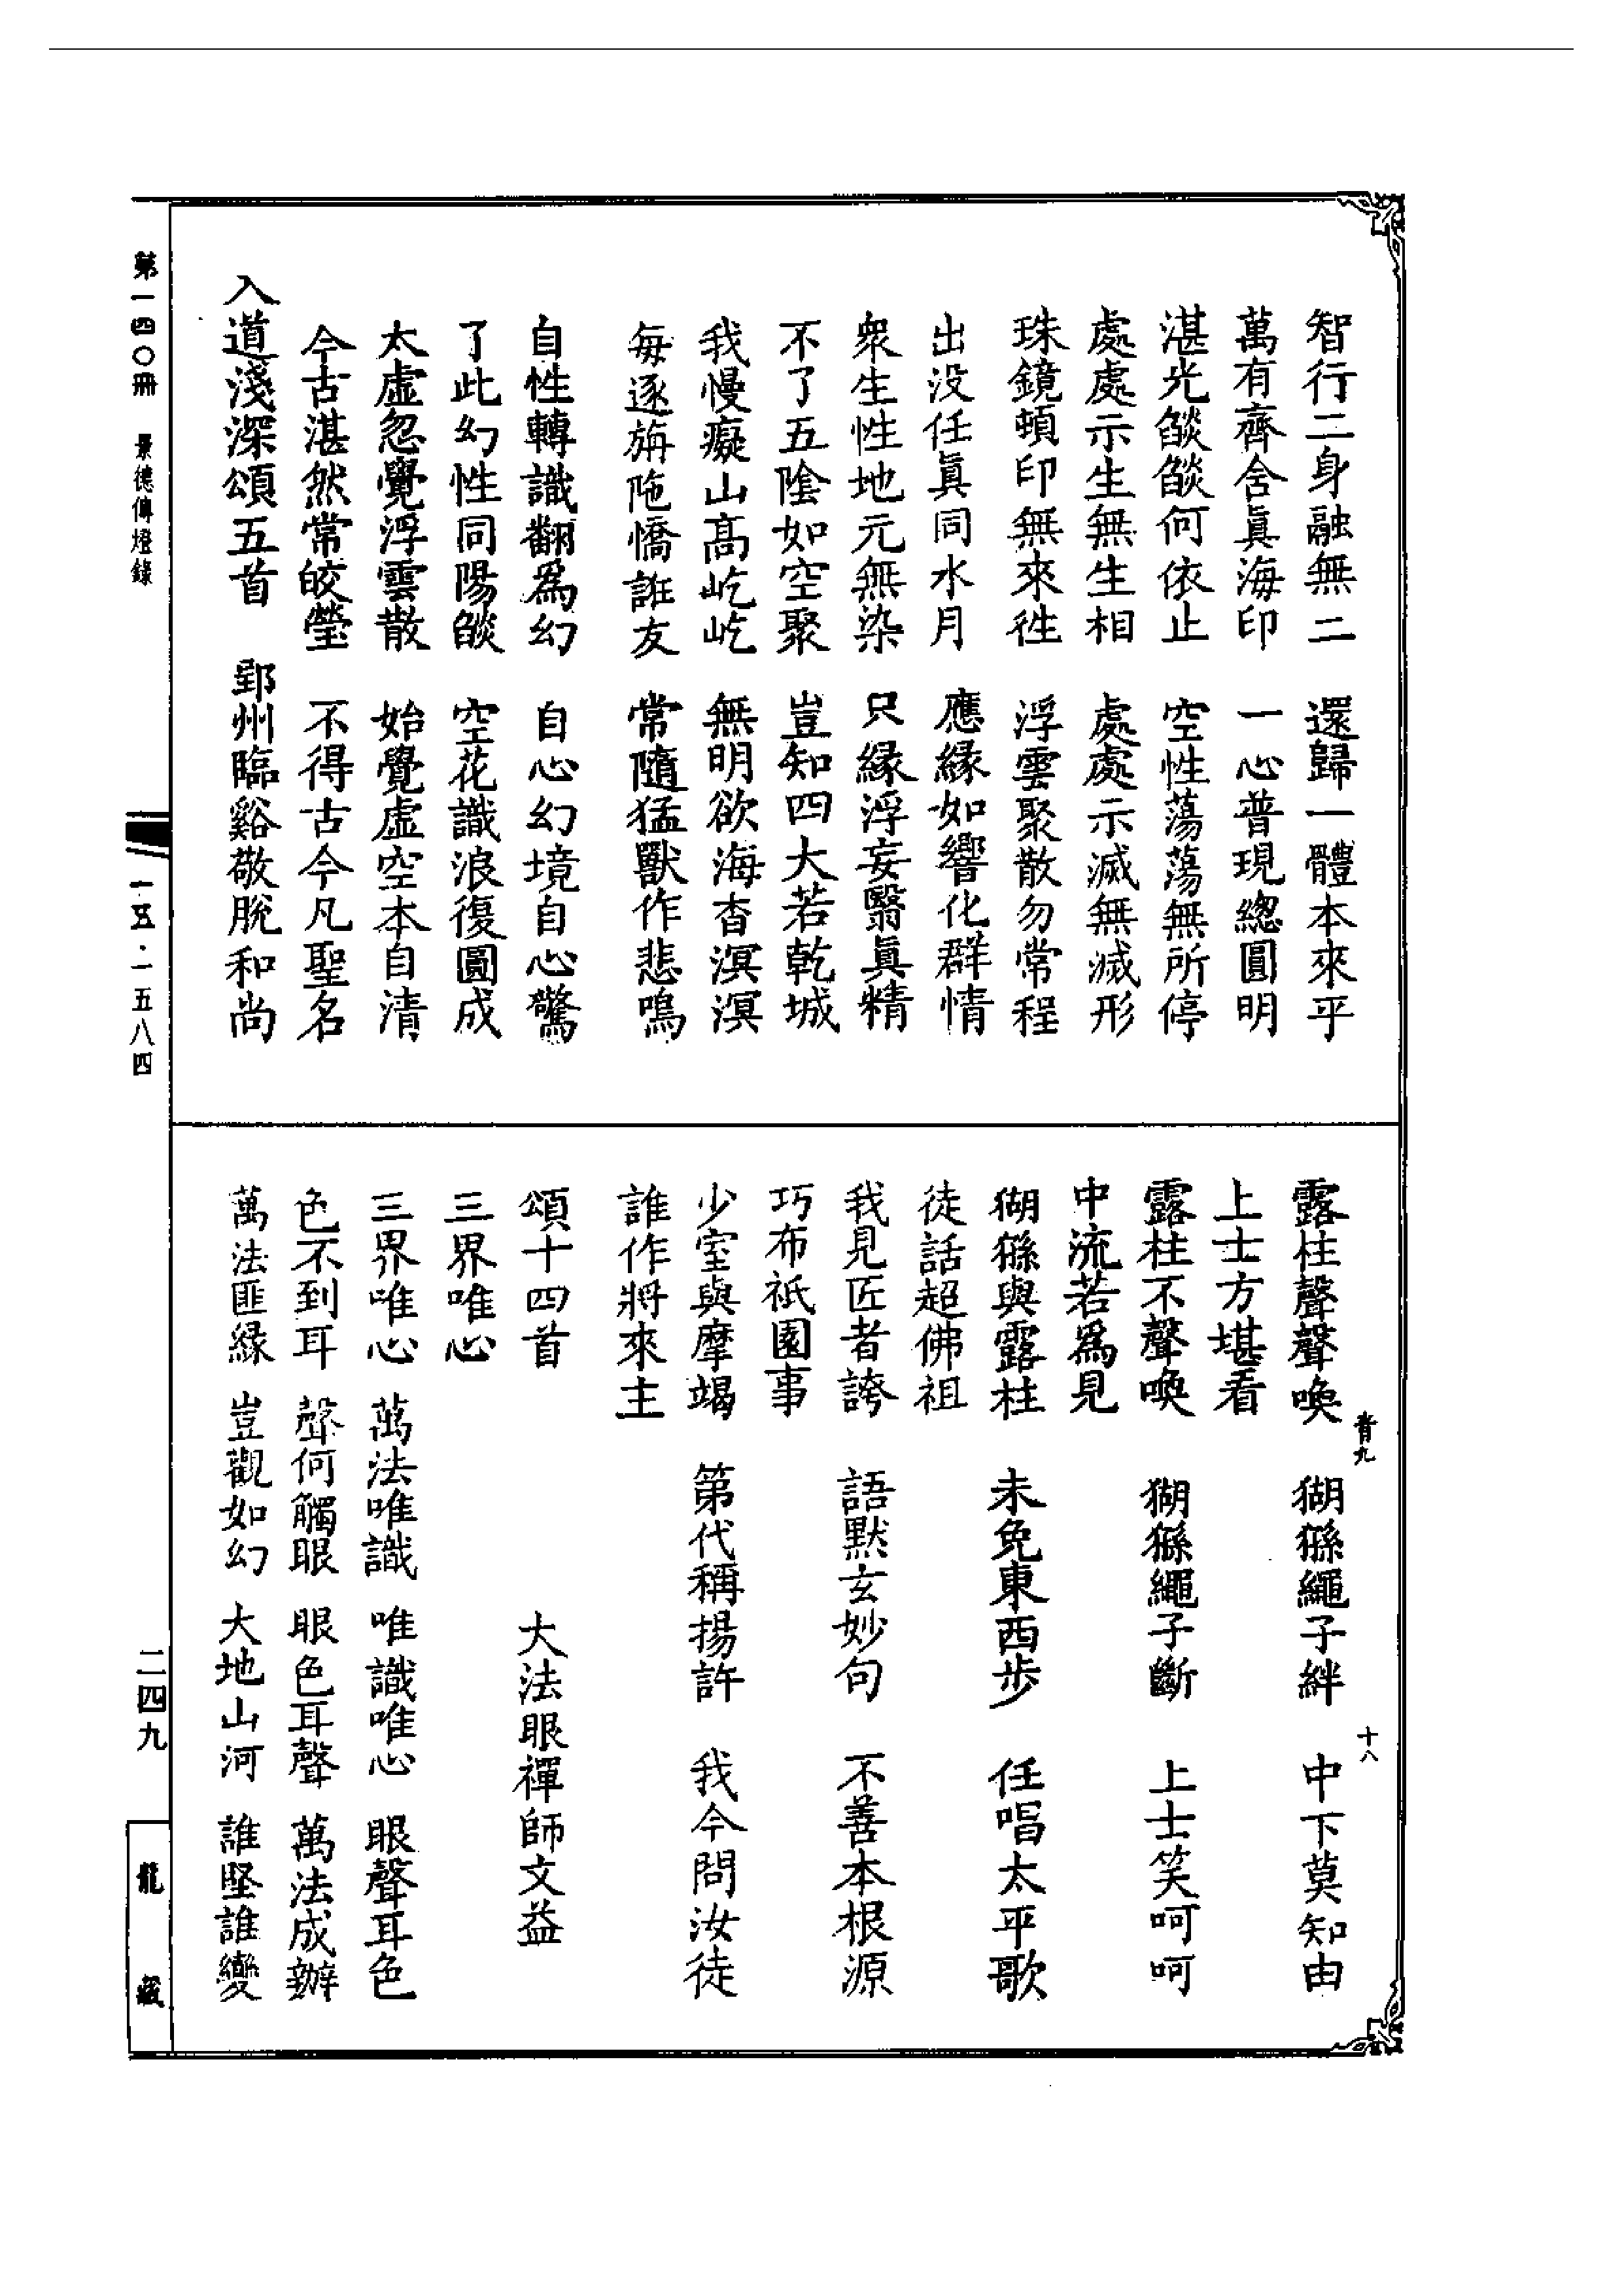 智行二身融無二　還歸一體本來平
萬有齊含眞海印　一心普現總圓明
湛光燄燄何依止　空性蕩蕩無所停
處處示生無生相　處處示滅無滅形
珠鏡頓印無來徃　浮雲聚散勿常程
出没任眞同水月　應緣如響化群情
衆生性地元無染　只緣浮妄翳眞精
不了五陰如空聚　豈知四大若乾城
我慢癡山髙屹屹　無明欲海杳溟溟
每逐旃陁憍誑友　常隨猛獸作悲鳴
自性轉識翻爲幻　自心幻境自心驚
了此幻性同陽燄　空花識浪復圓成
太虛忽覺浮雲散　始覺虛空本自清
今古湛然常皎瑩　不得古今凡聖名
入道淺深頌五首　郢州臨谿敬脫和尚
露柱聲聲喚　猢猻繩子絆　中下莫知由
上士方堪看
露柱不聲喚　猢猻繩子斷　上士笑呵呵
中流若爲見
猢猻與露柱　未免東西步　任唱太平歌
徒話超佛祖
我見匠者誇　語默玄妙句　不善本根源
巧布祇園事
少室與摩竭　第代稱揚許　我今問汝徒
誰作將來主
頌十四首　大法眼禪師文益
三界唯心
三界唯心　萬法唯識　唯識唯心　眼聲耳色
色不到耳　聲何觸眼　眼色耳聲　萬法成辦
萬法匪緣　豈觀如幻　大地山河　誰堅誰變
青九
十八
第一四〇冊　景德傳燈錄
一五·一五八四
二四九
龍藏